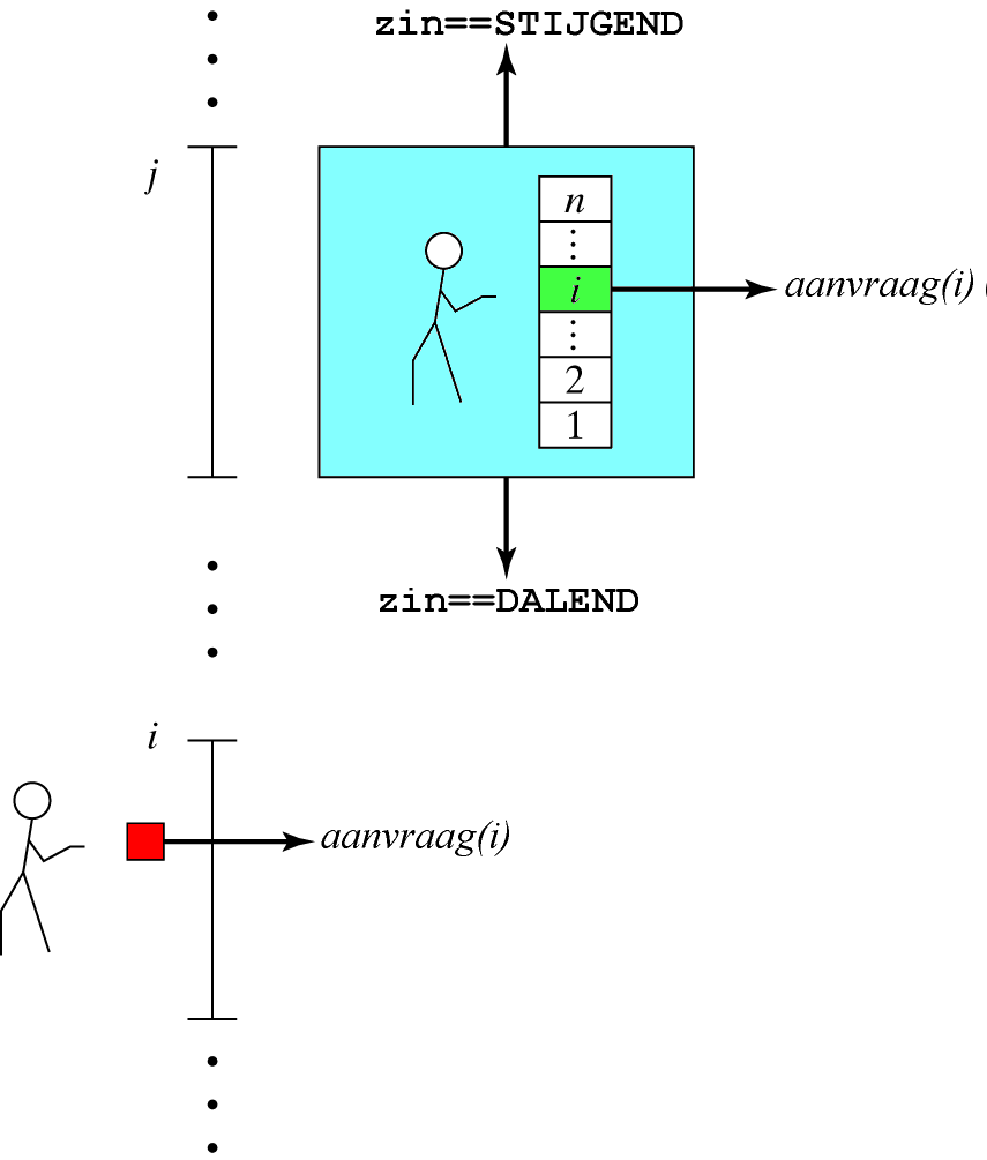 zin==STIJGEND
j
n
⋮
i
aanvraag(i) (
⋮
2
1
zin==DALEND
i
aanvraag(i)